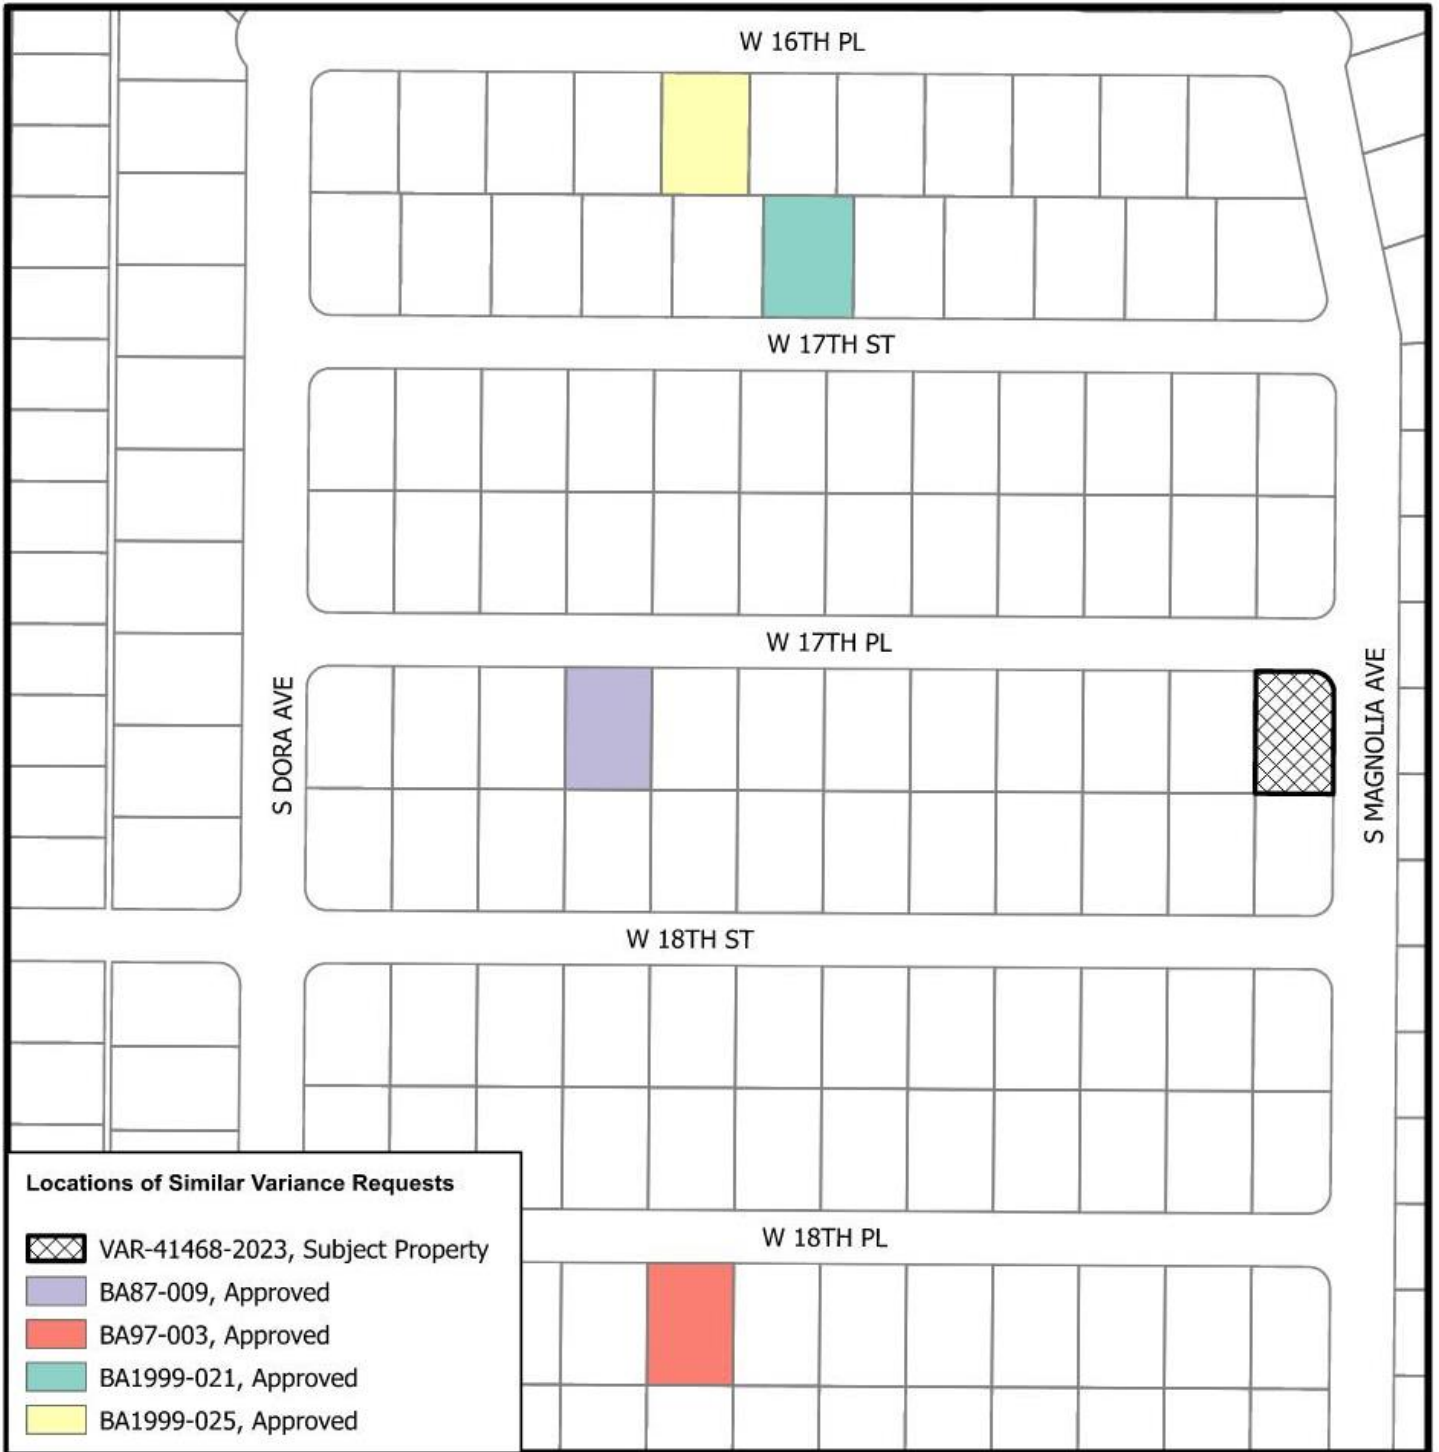 W 16TH PL
W 17TH ST
W 17TH PL
S DORA AVE
S MAGNOLIA AVE
W 18TH ST
W 18TH PL
Locations of Similar Variance Requests
VAR-41468-2023, Subject Property
BA87-009, Approved
BA97-003, Approved
BA1999-021, Approved
BA1999-025, Approved